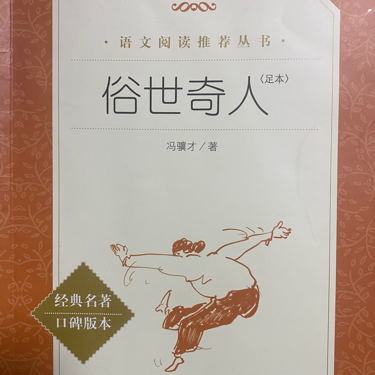 ·语文阅读推荐丛书·
俗世奇人〈足本〉
冯骥才/著
经典名著
口碑版本